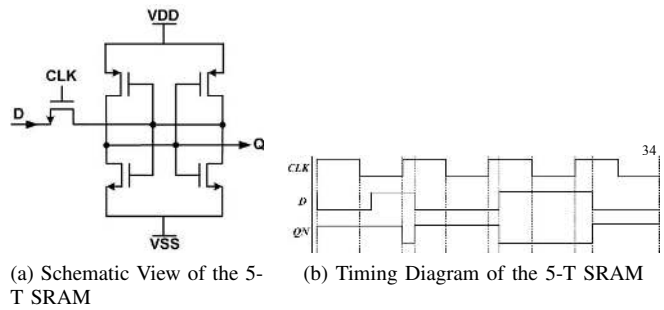 VDD
CLK
D
Q
VSS
34
CLK
D
QN
(a) Schematic View of the 5-
T SRAM
(b) Timing Diagram of the 5-T SRAM